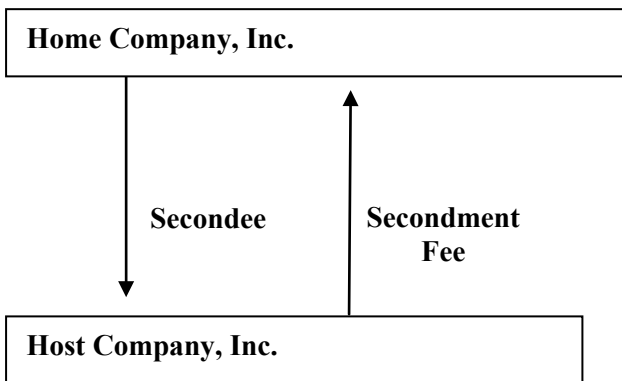 Home Company, Inc.
Secondee
Secondment
Fee
Host Company, Inc.